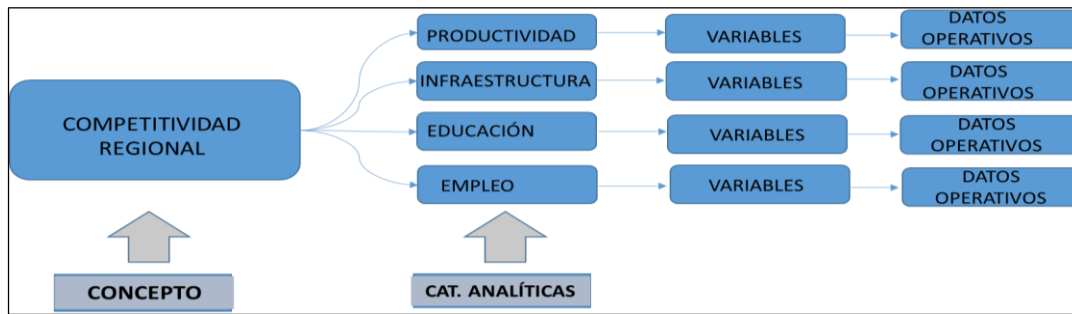 COMPETITIVIDAD
REGIONAL
PRODUCTIVIDAD
VARIABLES
DATOS
OPERATIVOS
INFRAESTRUCTURA
VARIABLES
DATOS
OPERATIVOS
EDUCACIÓN
VARIABLES
DATOS
OPERATIVOS
EMPLEO
VARIABLES
DATOS
OPERATIVOS
CONCEPTO
CAT. ANALÍTICAS